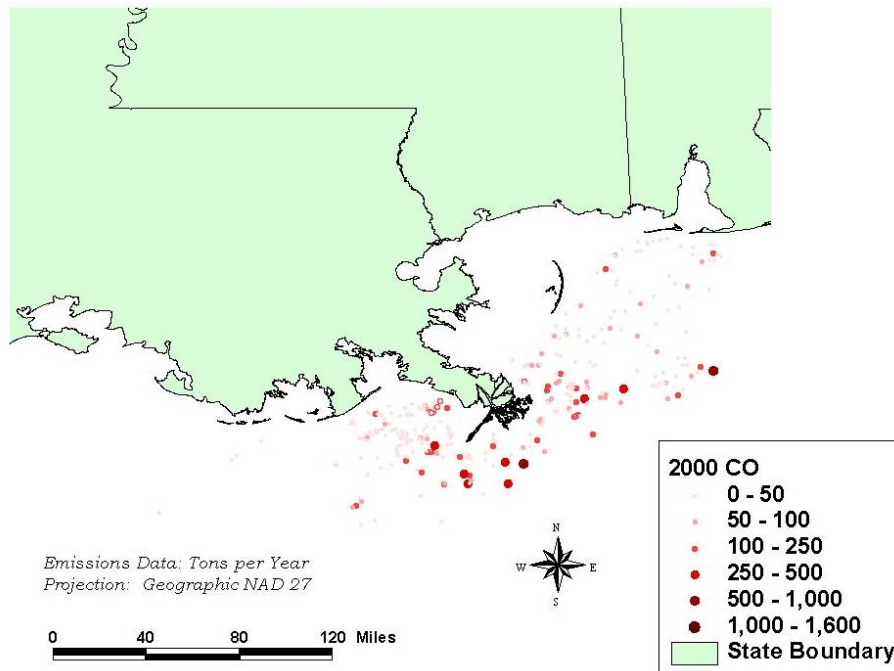 N
W E
S
Emissions Data: Tons per Year
Projection: Geographic NAD 27
0 40 80 120 Miles
2000 CO
0 - 50
50 - 100
100 - 250
250 - 500
500 - 1,000
1,000 - 1,600
State Boundary